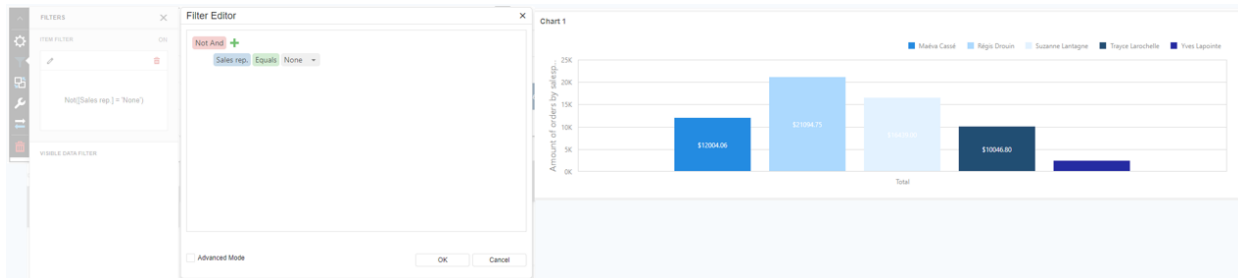 FILTERS
ITEM FILTER
ON
Not([Sales rep.] = 'None')
VISIBLE DATA FILTER
Filter Editor
Not And
Sales rep. Equals None
Advanced Mode
OK
Cancel
Chart 1
Maëva Cassé
Régis Drouin
Suzanne Lantagne
Trayce Larochelle
Yves Lapointe
Amount of orders by salesp...
25K
20K
15K
10K
5K
0K
$12004.06
$21094.75
$10046.80
Total